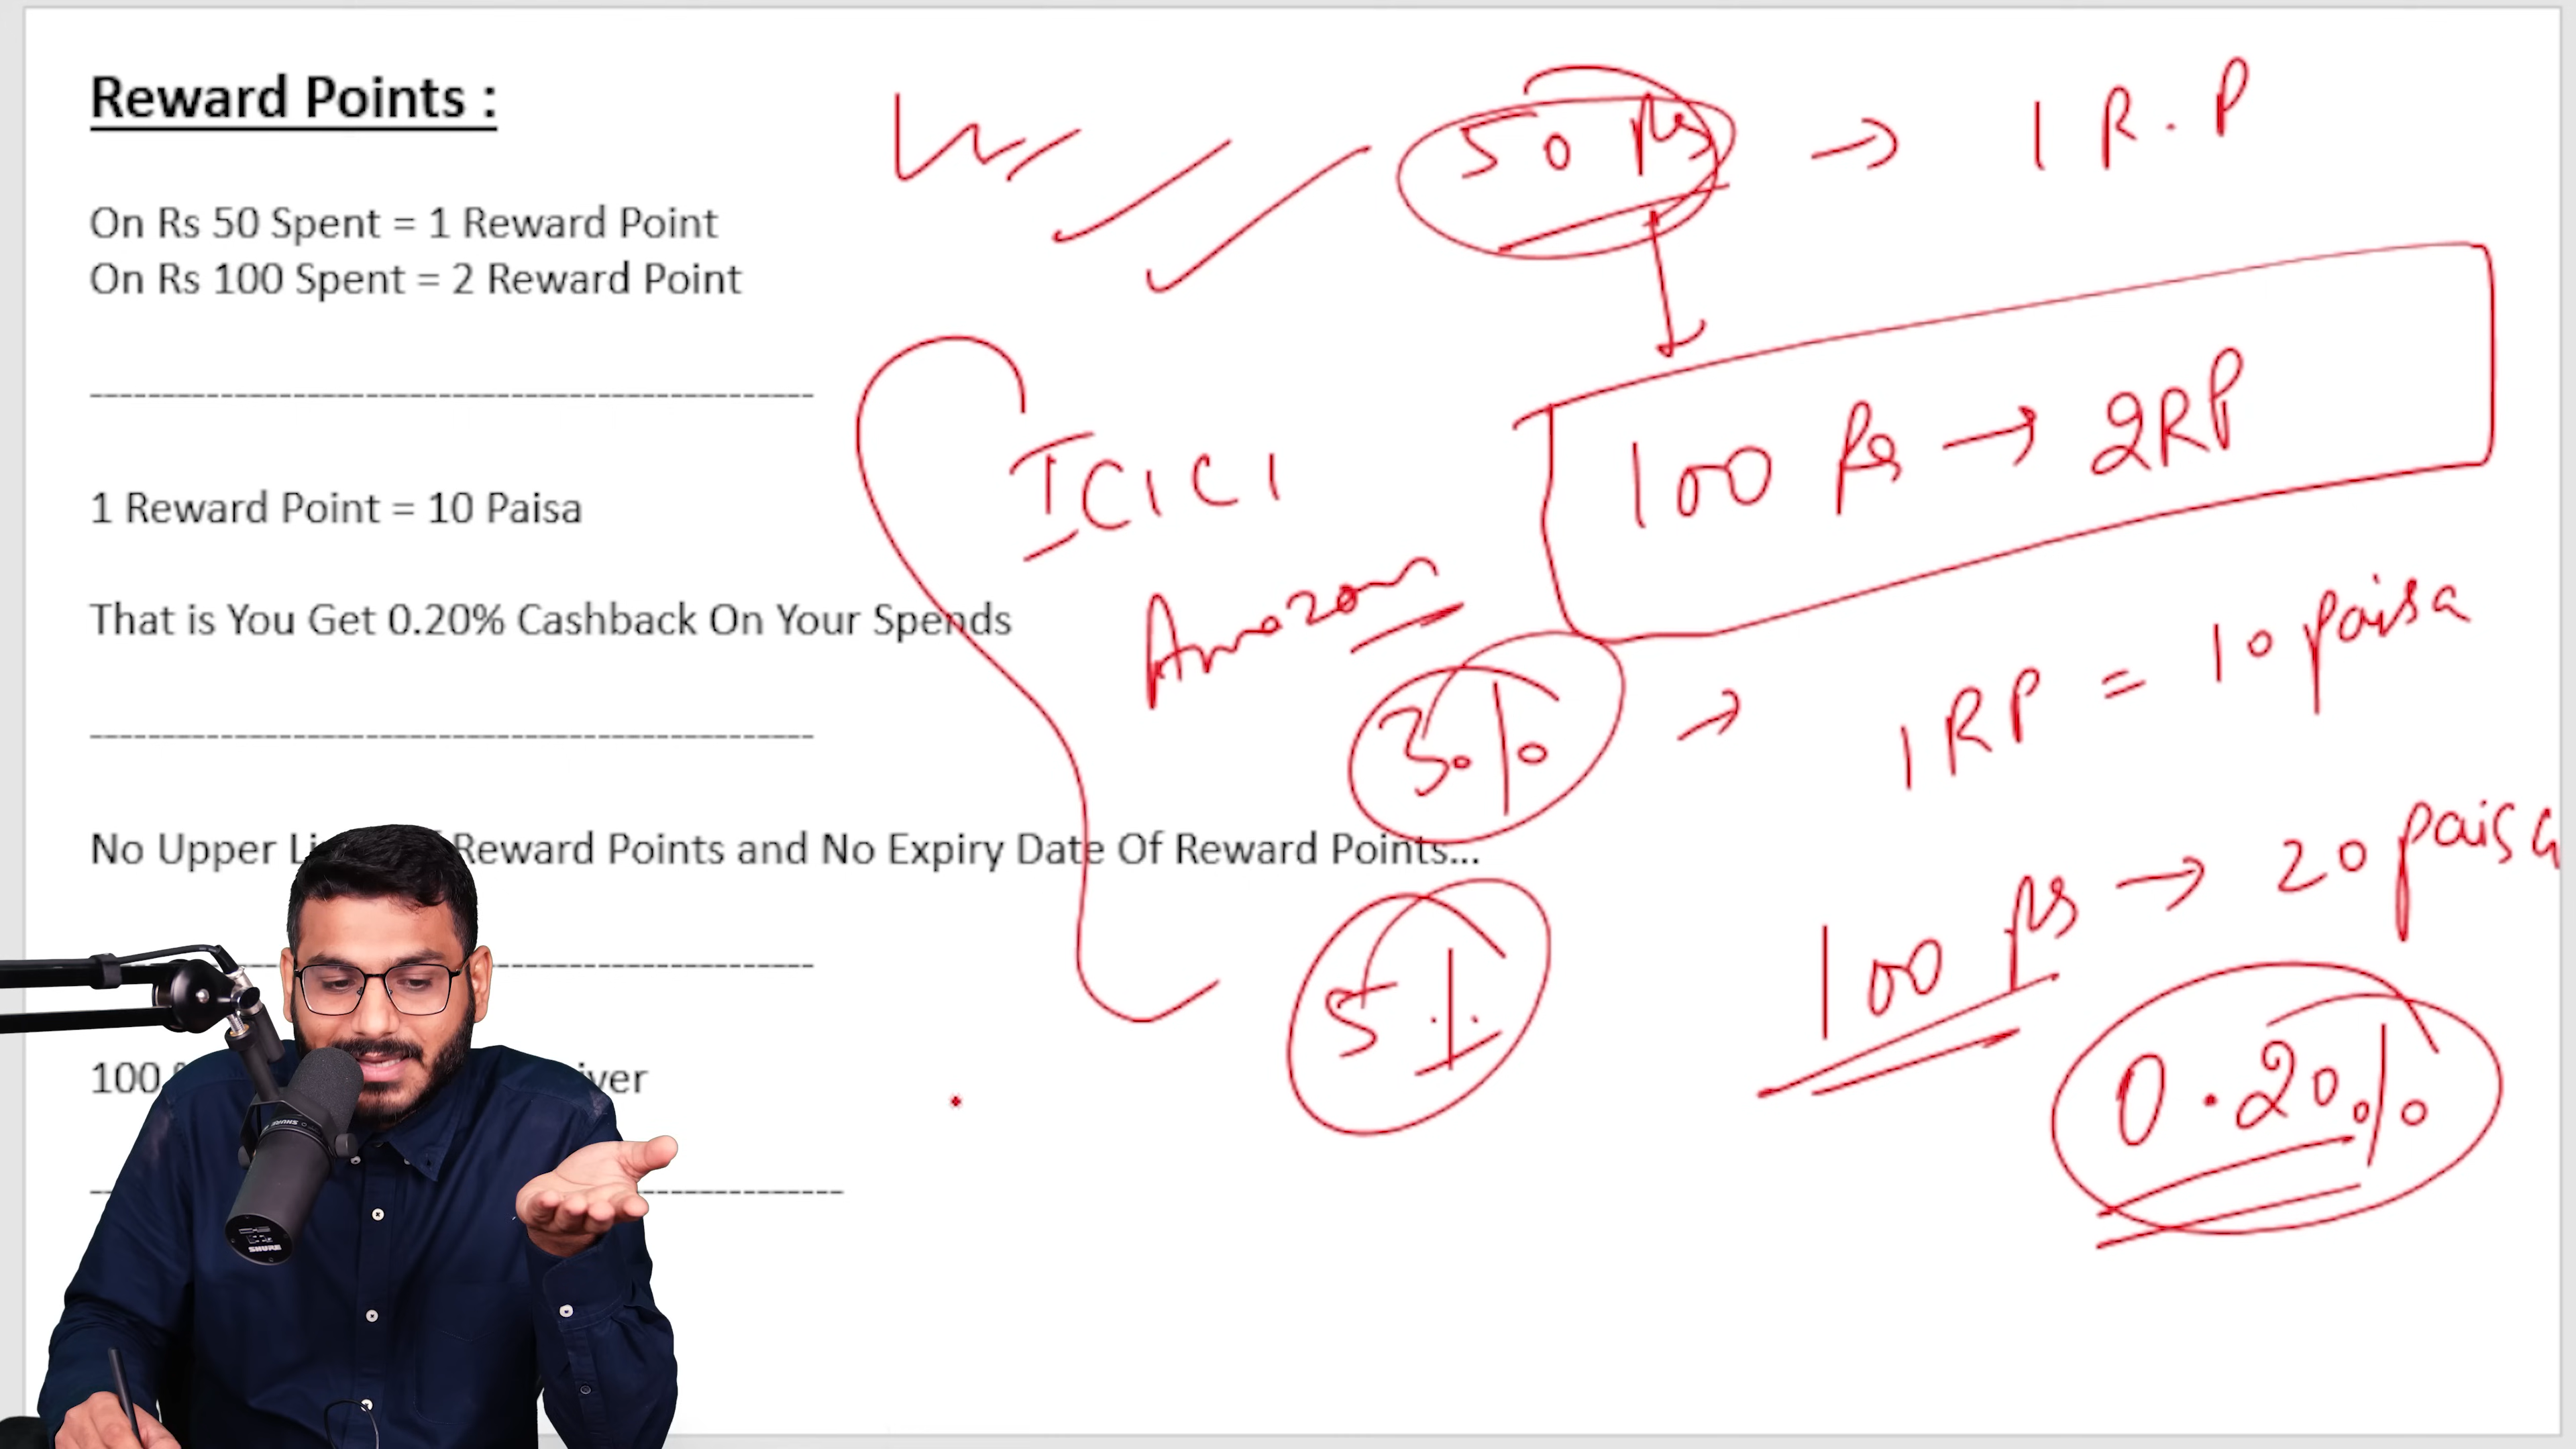 Reward Points :
On Rs 50 Spent = 1 Reward Point
On Rs 100 Spent = 2 Reward Point
1 Reward Point = 10 Paisa
That is You Get 0.20% Cashback On Your Spends
No Upper Reward Points and No Expiry Date Of Reward Points...
100
50 Rs → 1 R.P
100 Rs → 2RP
ICICI
Amazon
3%
→
5%
1RP = 10 paisa
100 Rs → 20 paisa
0.20%
SHURE